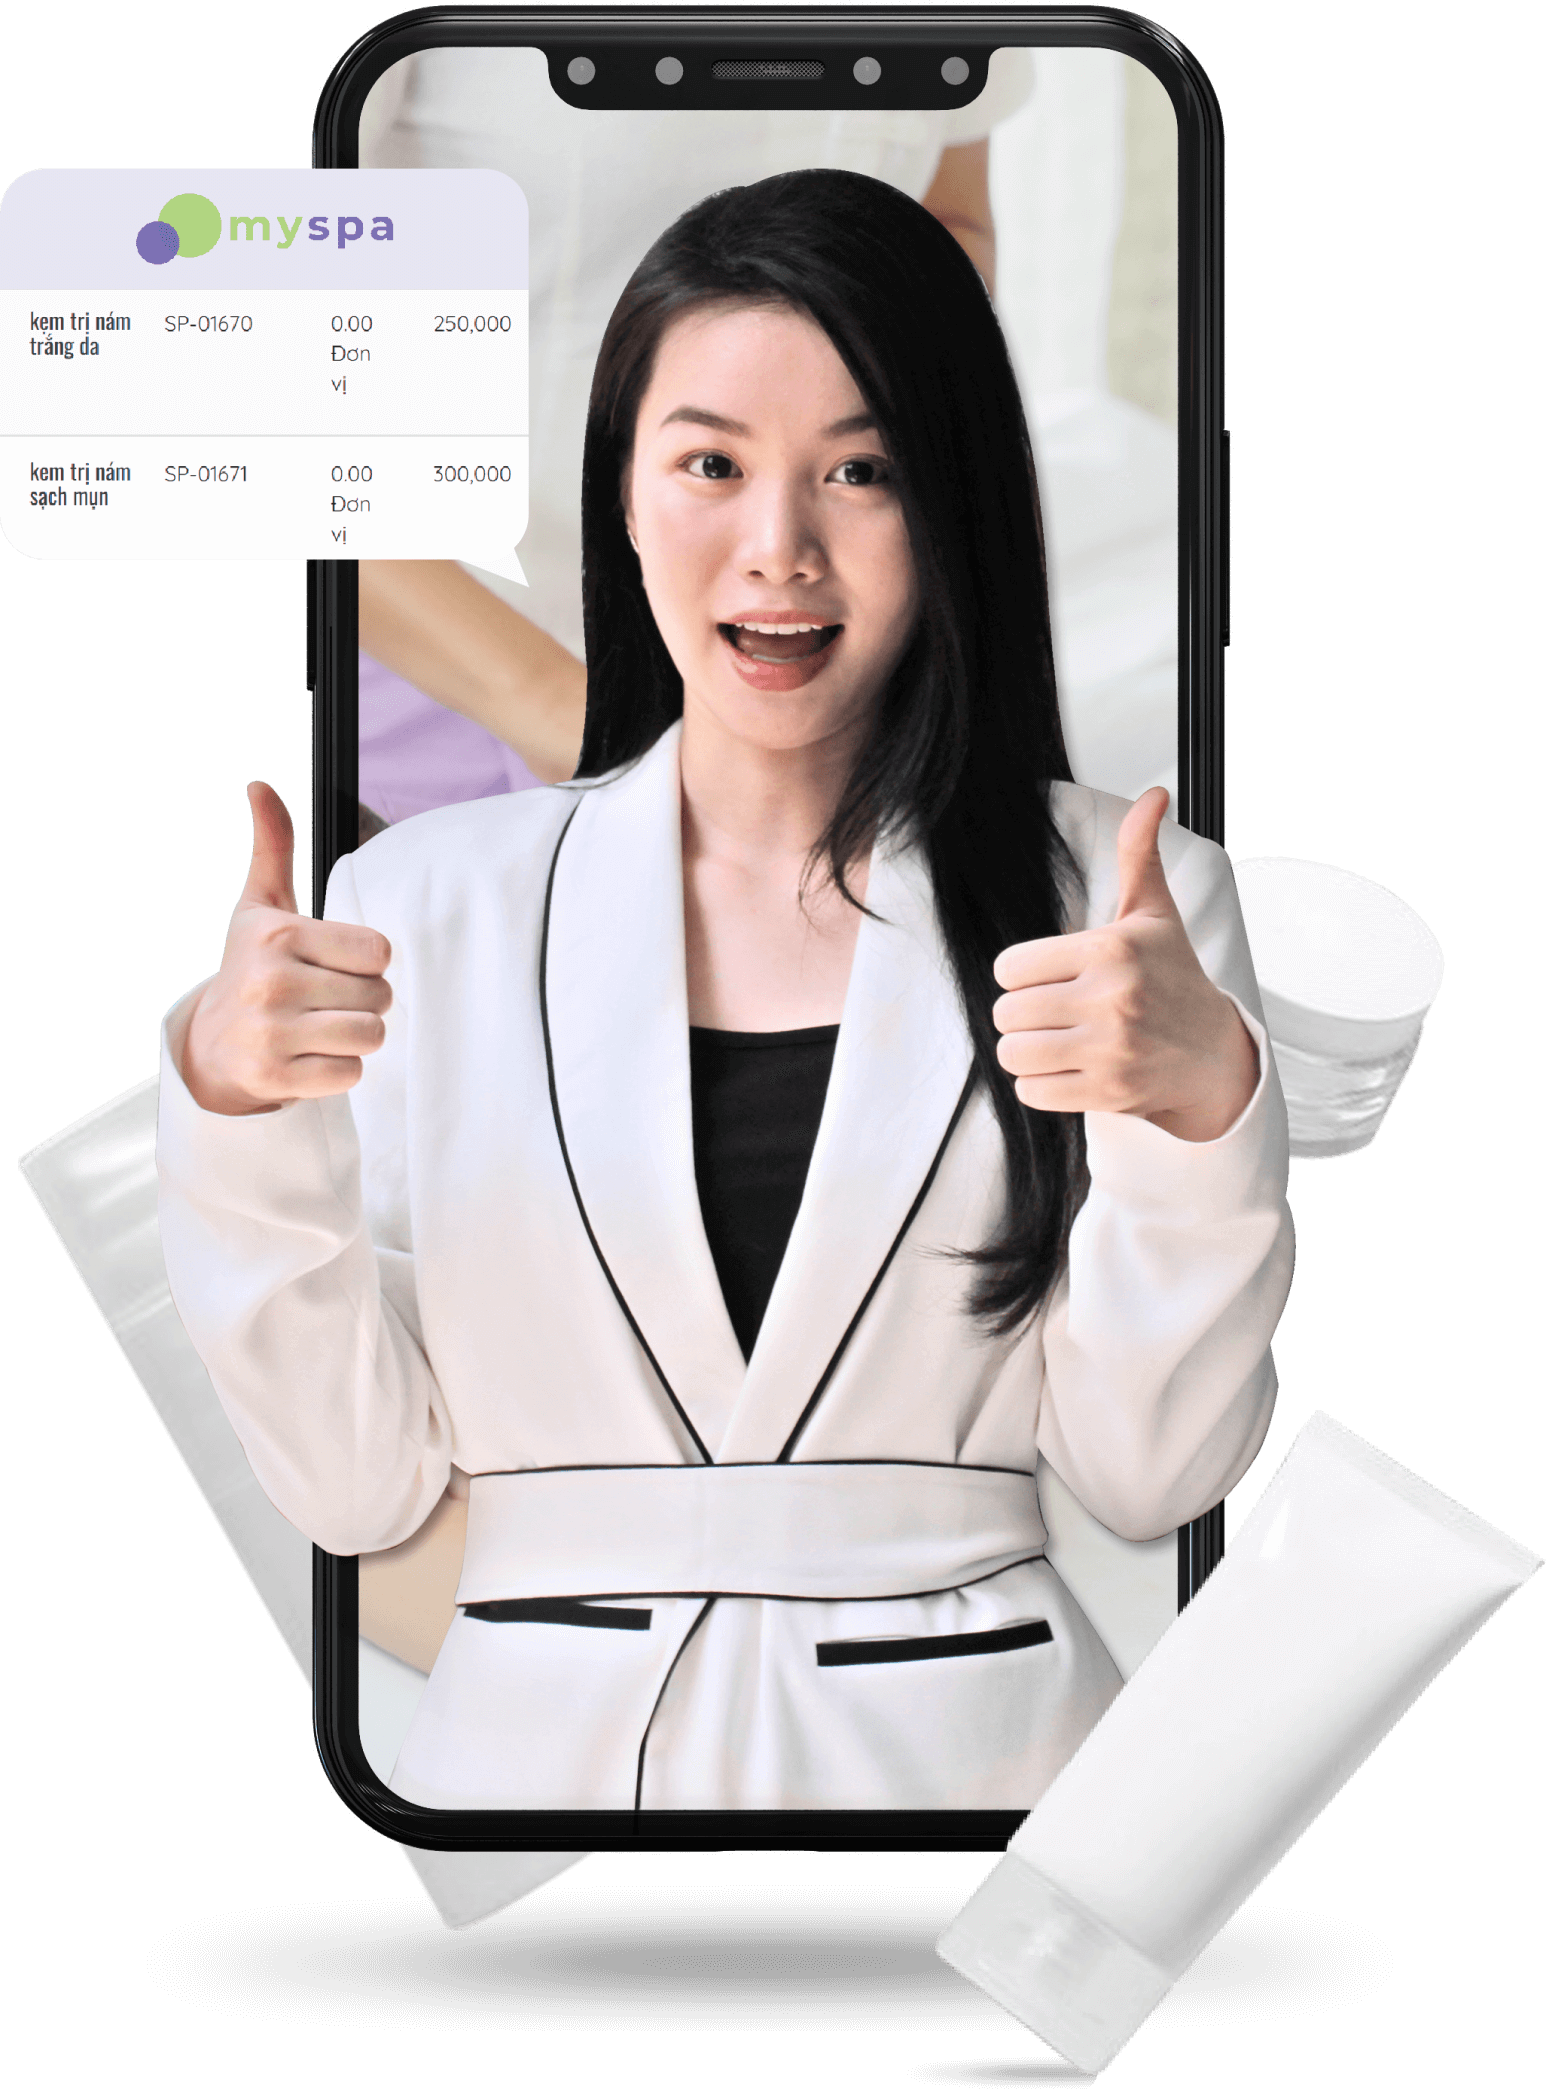 myspa
kẹm trị nám SP-01670 0.00 250,000
trắng da Đơn
vị
kem trị nám SP-01671 0.00 300,000
sạch mụn Đơn
vị